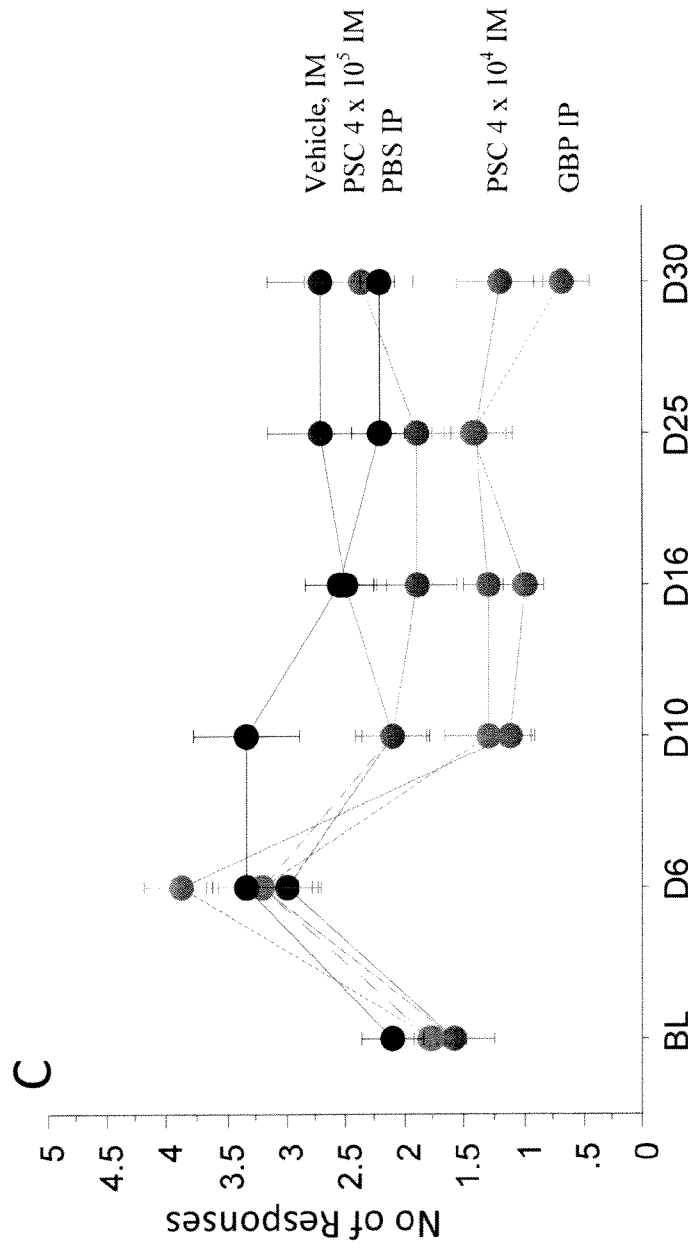 C
No of Responses
5
4.5
4
3.5
3
2.5
2
1.5
1
.5
0
BL D6 D10 D16 D25 D30
Vehicle, IM
PSC 4 x 10⁵ IM
PBS IP
PSC 4 x 10⁴ IM
GBP IP